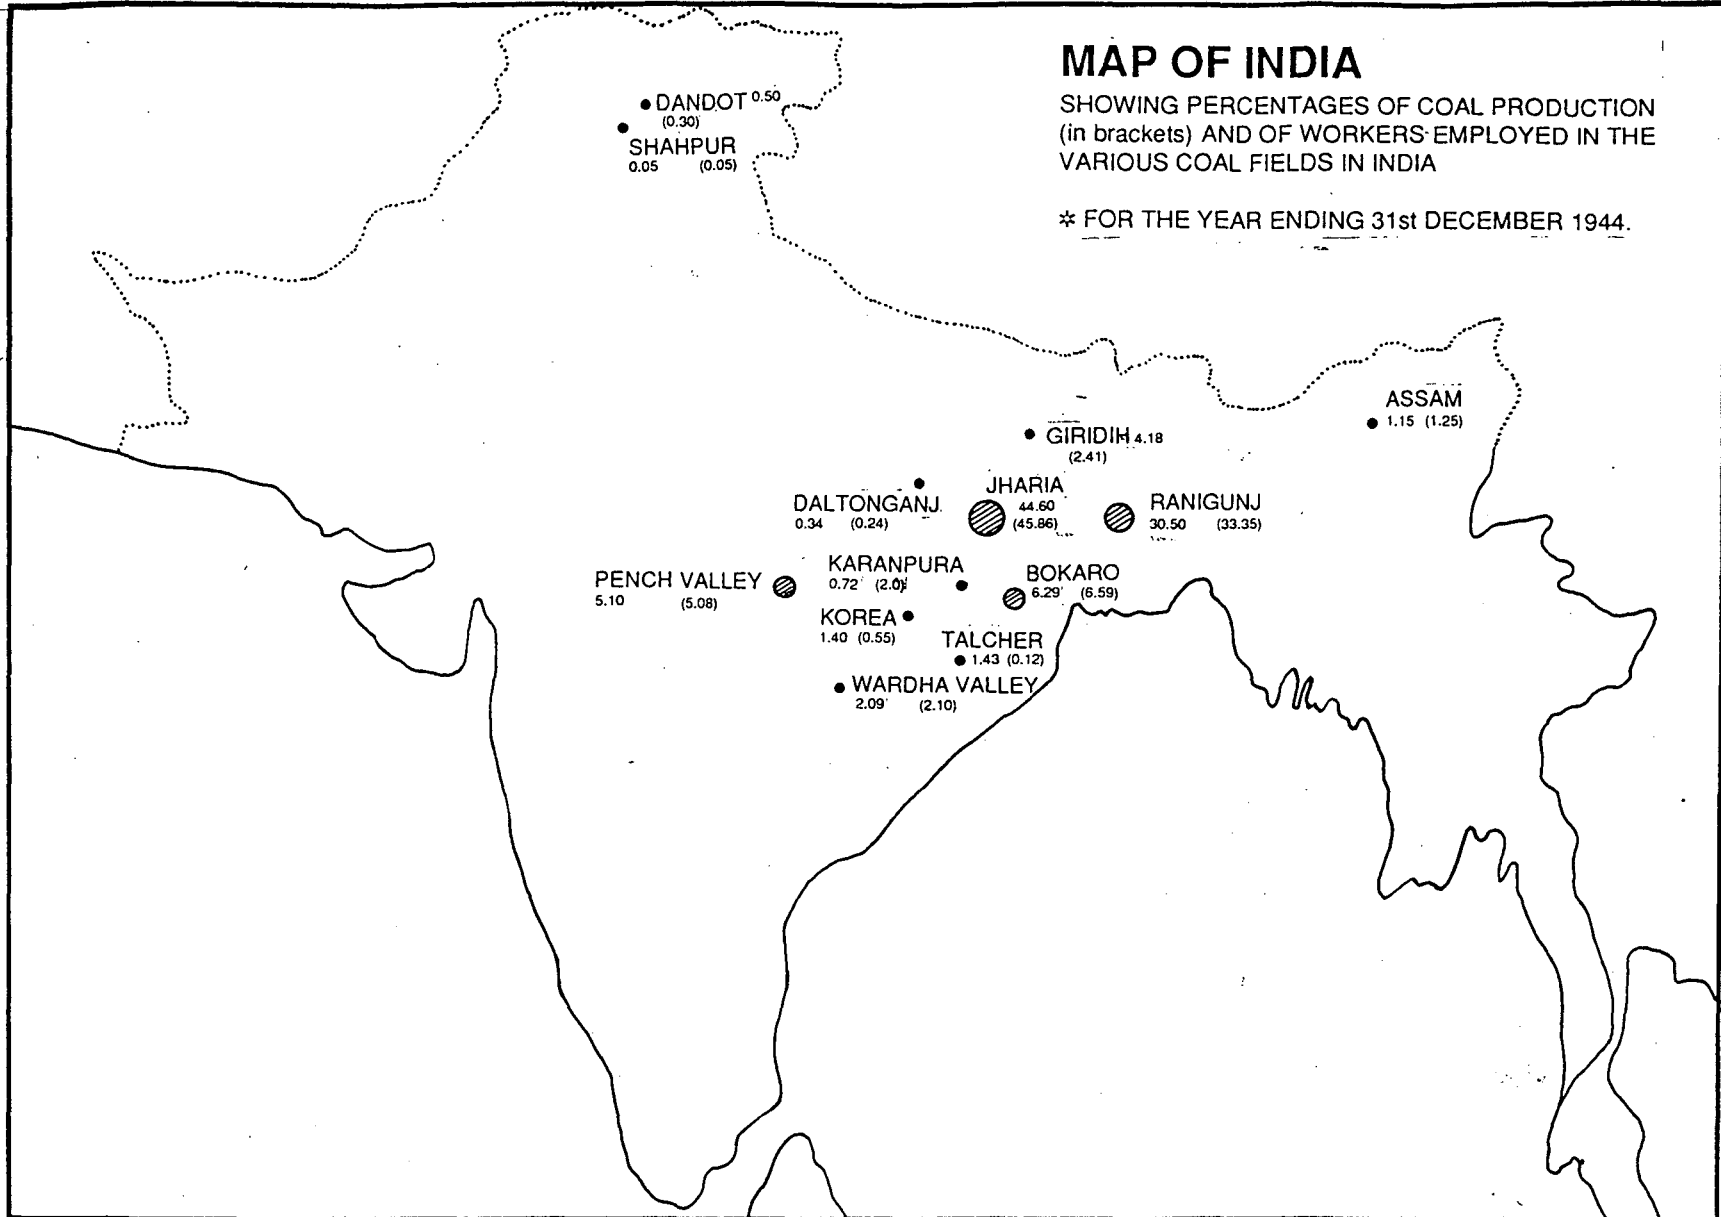 MAP OF INDIA
SHOWING PERCENTAGES OF COAL PRODUCTION
(in brackets) AND OF WORKERS EMPLOYED IN THE
VARIOUS COAL FIELDS IN INDIA
* FOR THE YEAR ENDING 31st DECEMBER 1944.
DANDOT 0.50
(0.30)
SHAHPUR
0.05 (0.05)
ASSAM
1.15 (1.25)
GIRIDIH 4.18
(2.41)
JHARIA
44.60
(45.86)
RANIGUNJ
30.50 (33.35)
DALTONGANJ
0.34 (0.24)
KARANPURA
0.72
BOKARO
6.29 (6.59)
PENCH VALLEY
5.10 (5.08)
KOREA
1.40 (0.55)
TALCHER
1.43 (0.12)
WARDHA VALLEY
2.09 (2.10)